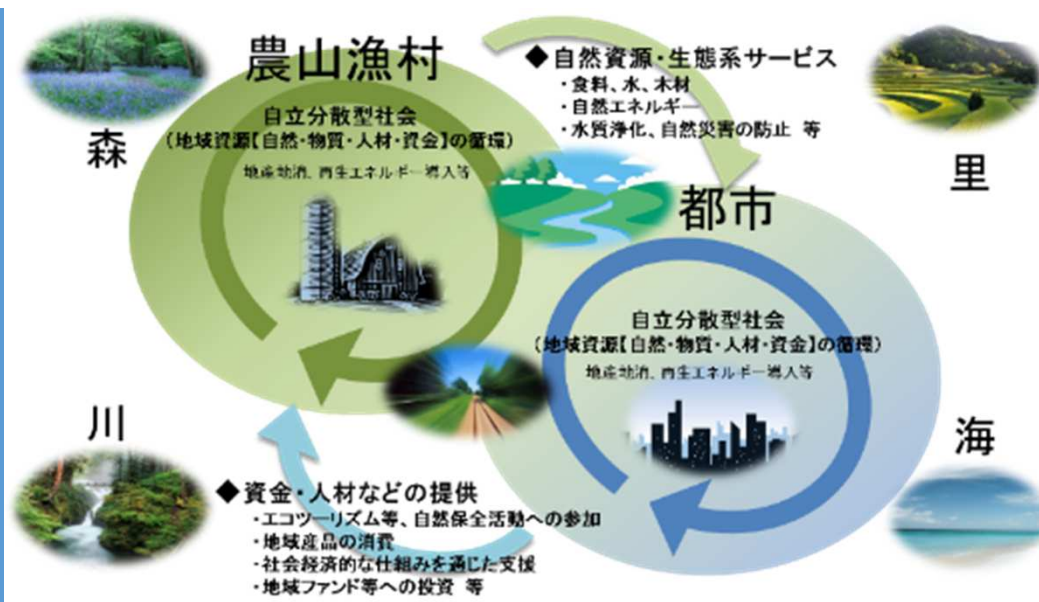 農山漁村
自立分散型社会
(地域資源【自然・物質・人材・資金】の循環)
地産地消、再生エネルギー導入等
◆自然資源・生態系サービス
・食料、水、木材
・自然エネルギー
・水質浄化、自然災害の防止 等
森
里
都市
自立分散型社会
(地域資源【自然・物質・人材・資金】の循環)
地産地消、再生エネルギー導入等
川
海
◆資金・人材などの提供
・エコツーリズム等、自然保全活動への参加
・地域産品の消費
・社会経済的な仕組みを通じた支援
・地域ファンド等への投資 等